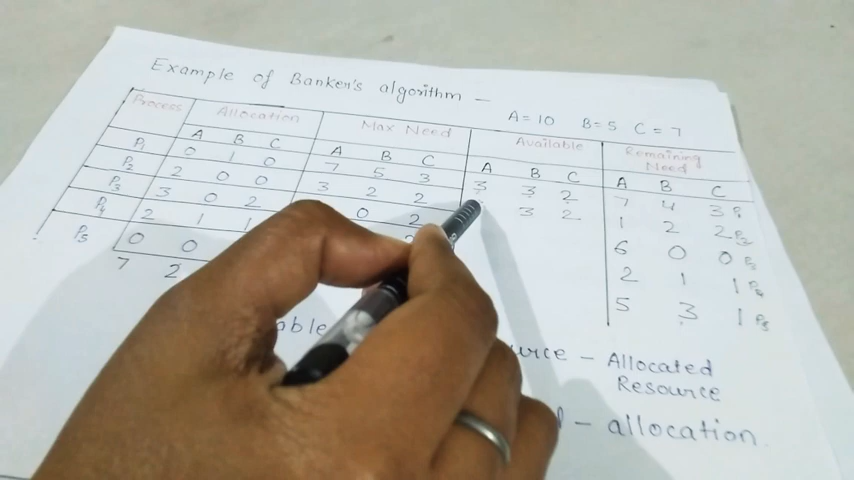 Example of Banker's algorithm –
A = 10 B = 5 C = 7
Process Allocation Max Need Available Remaining Need
A B C A B C A B C A B C
P1 0 1 0 7 5 3 3 3 2 7 4 3 P1
P2 2 0 0 3 2 2 3 2 1 2 2 P2
P3 3 0 2 0 2 6 0 0 P3
P4 2 1 1 2 1 1 P4
P5 0 0 5 3 1 P5
7 2
able
urce – Allocated
Resource
– allocation